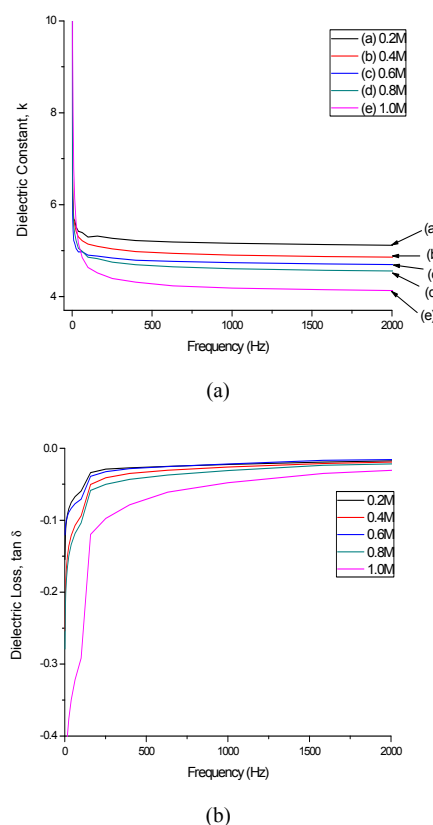 10
8
6
4
Dielectric Constant, k
(a) 0.2M
(b) 0.4M
(c) 0.6M
(d) 0.8M
(e) 1.0M
(a
(b
(c
(d
(e)
0
500
1000
1500
2000
Frequency (Hz)
(a)
0.0
-0.1
-0.2
-0.3
-0.4
Dielectric Loss, tan δ
0.2M
0.4M
0.6M
0.8M
1.0M
0
500
1000
1500
2000
Frequency (Hz)
(b)